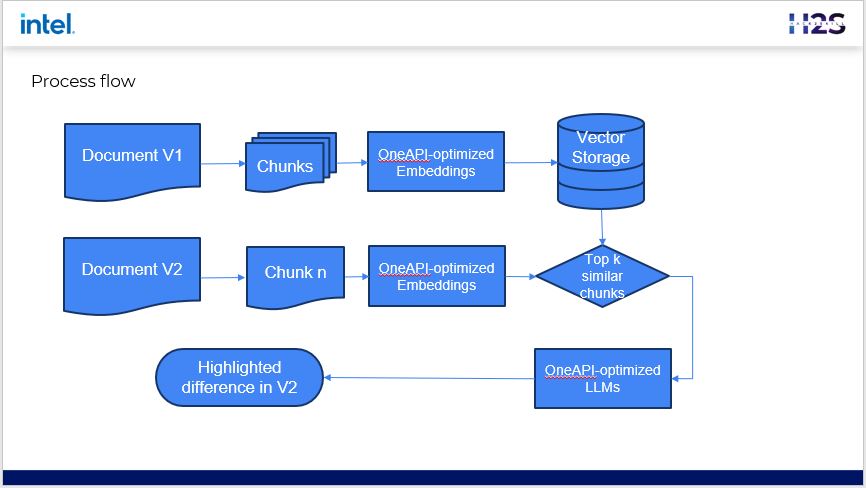 intel.
H2S
HACK2SKILL
Process flow
Document V1
Chunks
OneAPI-optimized
Embeddings
Vector
Storage
Document V2
Chunk n
OneAPI-optimized
Embeddings
Top k
similar
chunks
Highlighted
difference in V2
OneAPI-optimized
LLMs